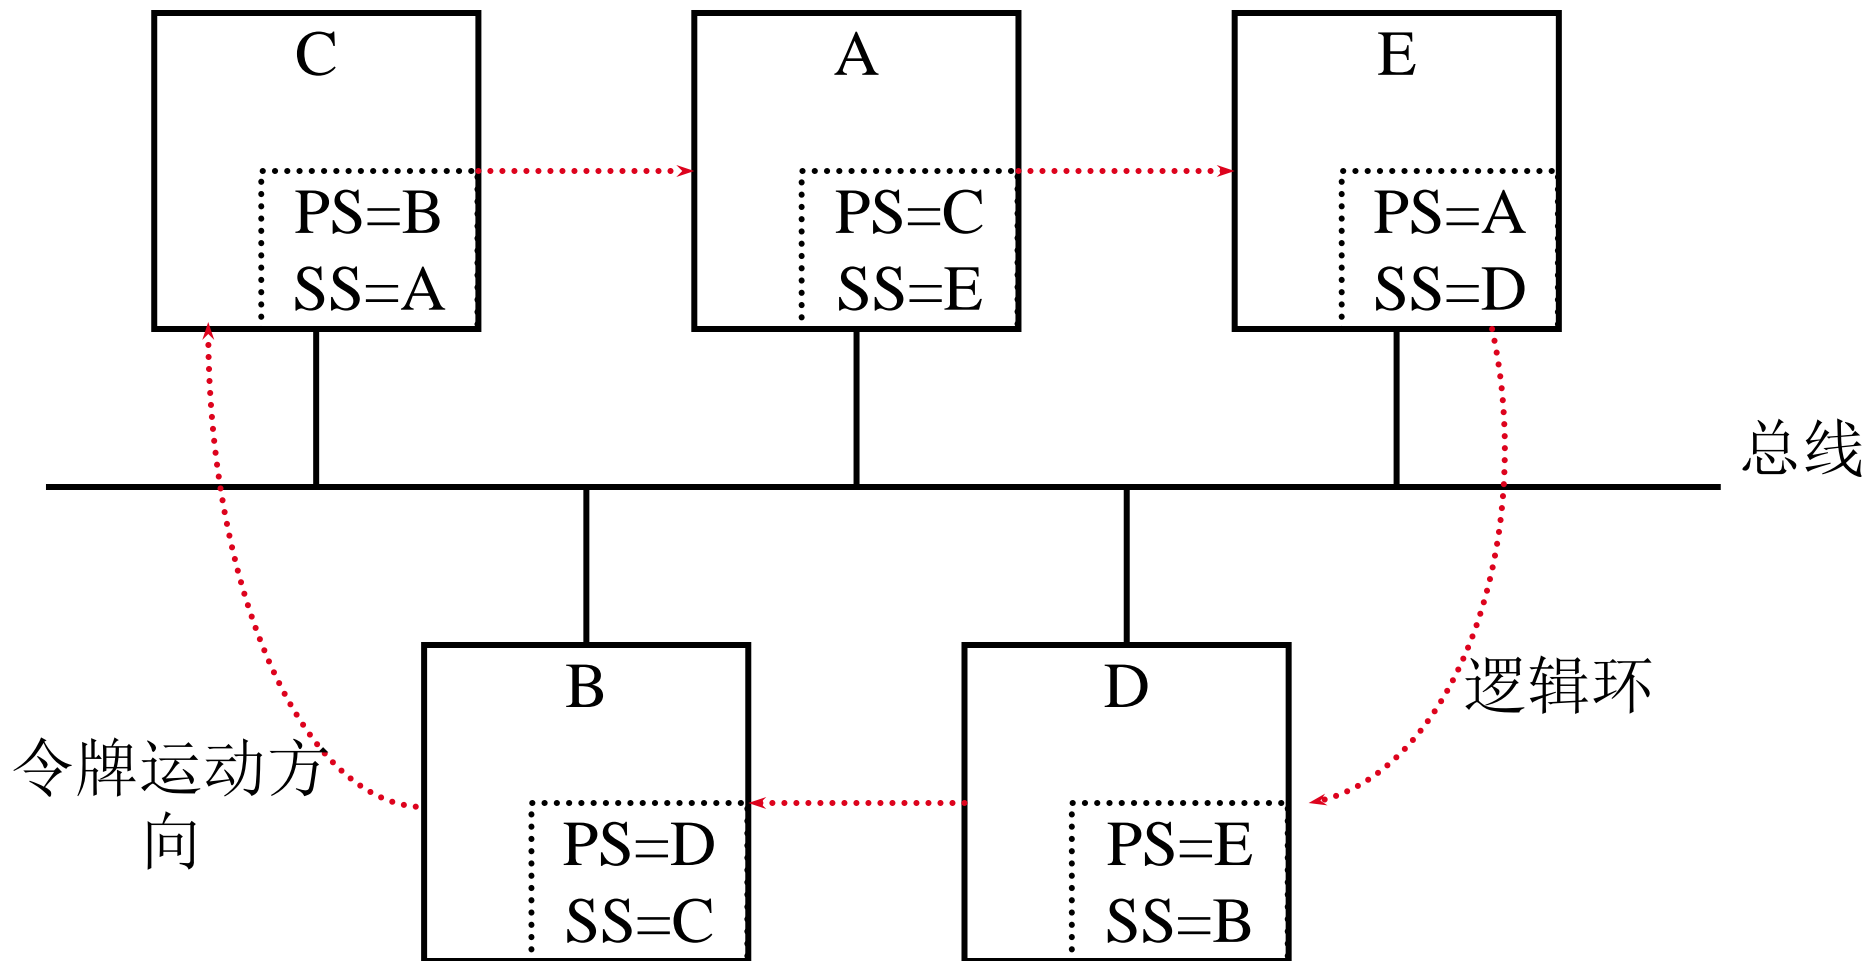 C
PS=B
SS=A
A
PS=C
SS=E
E
PS=A
SS=D
总线
B
PS=D
SS=C
D
PS=E
SS=B
逻辑环
令牌运动方
向